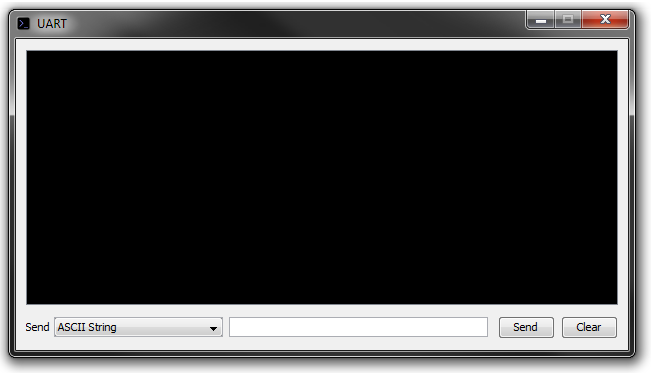 UART
Send ASCII String Send Clear